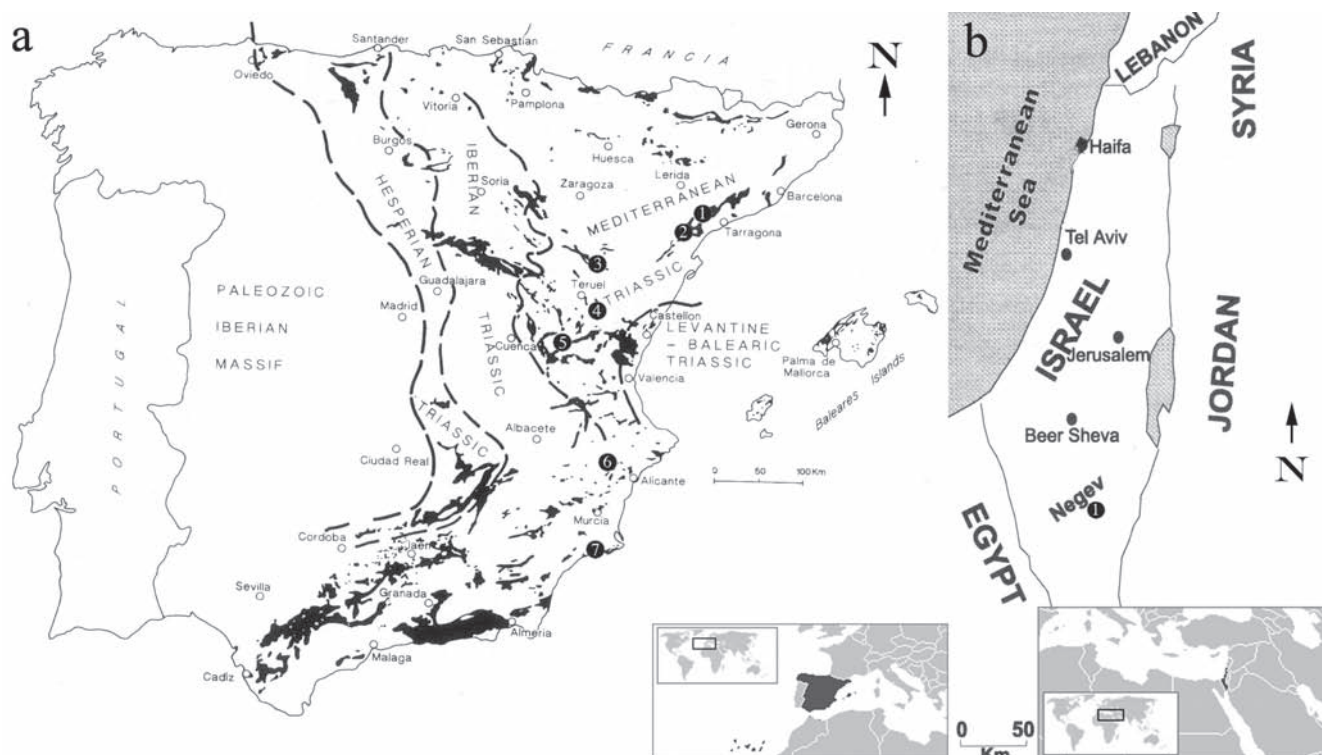 a
N
FRANCIA
Santander
San Sebastian
Oviedo
Vitoria
Pamplona
Gerona
Burgos
Huesca
IBERIAN
Soria
Zaragoza
Lerida
HESPERIAN
MEDITERRANEAN
Barcelona
1
2
Tarragona
3
Guadalajara
Teruel
TRIASSIC
PORTUGAL
PALEOZOIC
IBERIAN
MASSIF
Madrid
4
Castellon
TRIASSIC
Cuenca
5
LEVANTINE
– BALEARIC
TRIASSIC
Palma de
Mallorca
Valencia
Baleares Islands
TRIASSIC
Albacete
Ciudad Real
6
Alicante
0 50 100 Km
Murcia
Cordoba
Jaen
7
Sevilla
Granada
Almeria
Malaga
Cadiz
b
LEBANON
SYRIA
Mediterranean
Sea
Haifa
Tel Aviv
ISRAEL
Jerusalem
JORDAN
Beer Sheva
N
Negev
1
EGYPT
0 50
Km